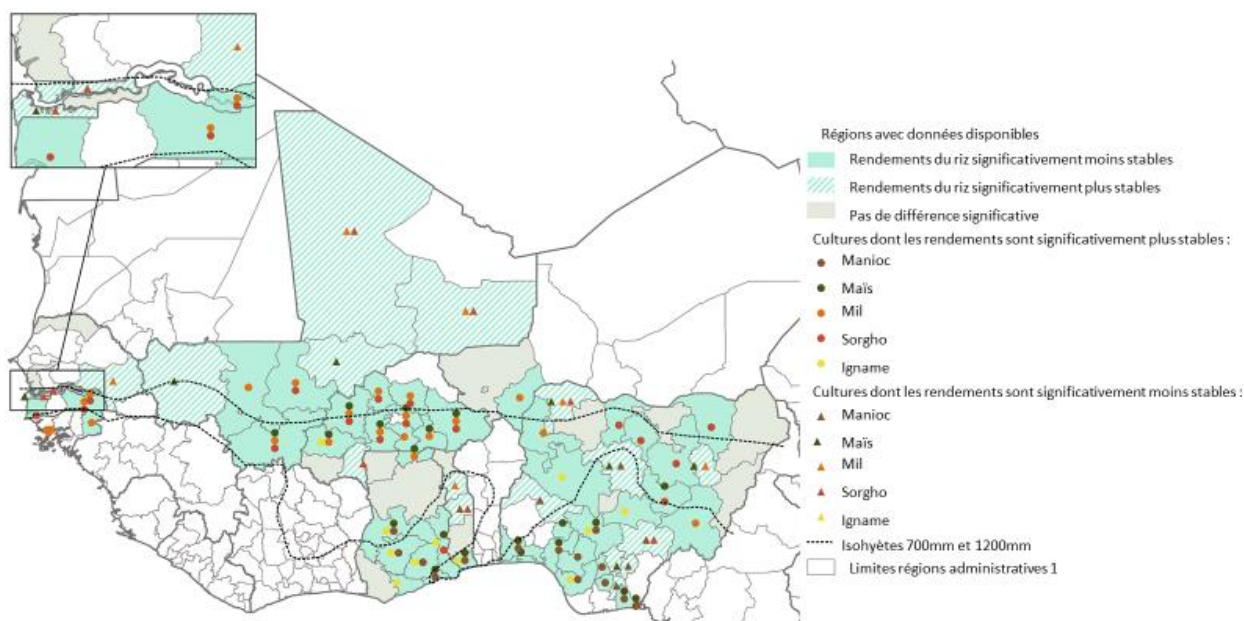 Régions avec données disponibles
Rendements du riz significativement moins stables
Rendements du riz significativement plus stables
Pas de différence significative
Cultures dont les rendements sont significativement plus stables :
Manioc
Maïs
Mil
Sorgho
Igname
Cultures dont les rendements sont significativement moins stables :
Manioc
Maïs
Mil
Sorgho
Igname
Isohyètes 700mm et 1200mm
Limites régions administratives 1